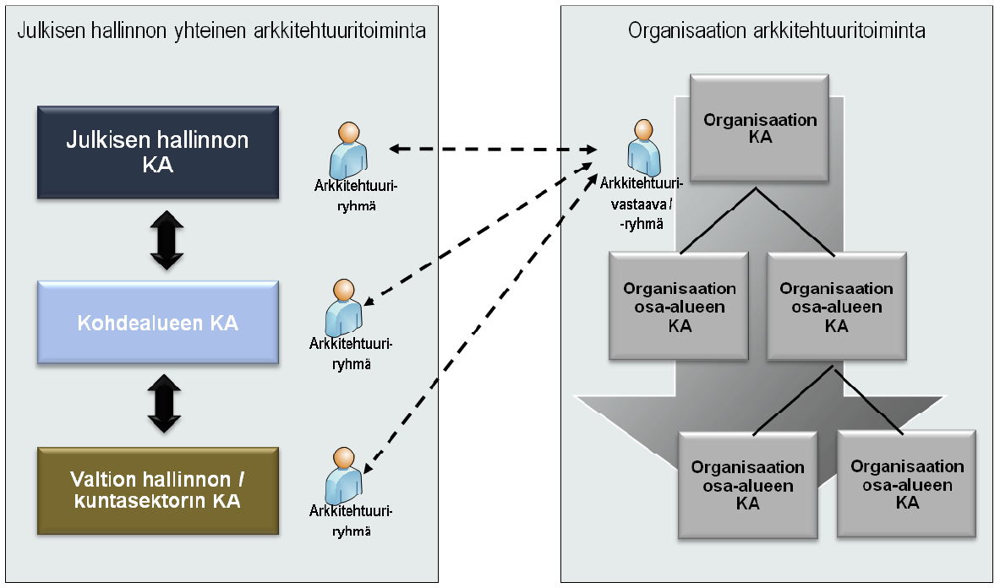 Julkisen hallinnon yhteinen arkkitehtuuritoiminta
Julkisen hallinnon
KA
Arkkitehtuuri-
ryhmä
Kohdealueen KA
Arkkitehtuuri-
ryhmä
Valtion hallinnon /
kuntasektorin KA
Arkkitehtuuri-
ryhmä
Organisaation arkkitehtuuritoiminta
Arkkitehtuuri-
vastaava /
-ryhmä
Organisaation
KA
Organisaation
osa-alueen
KA
Organisaation
osa-alueen
KA
Organisaation
osa-alueen
KA
Organisaation
osa-alueen
KA